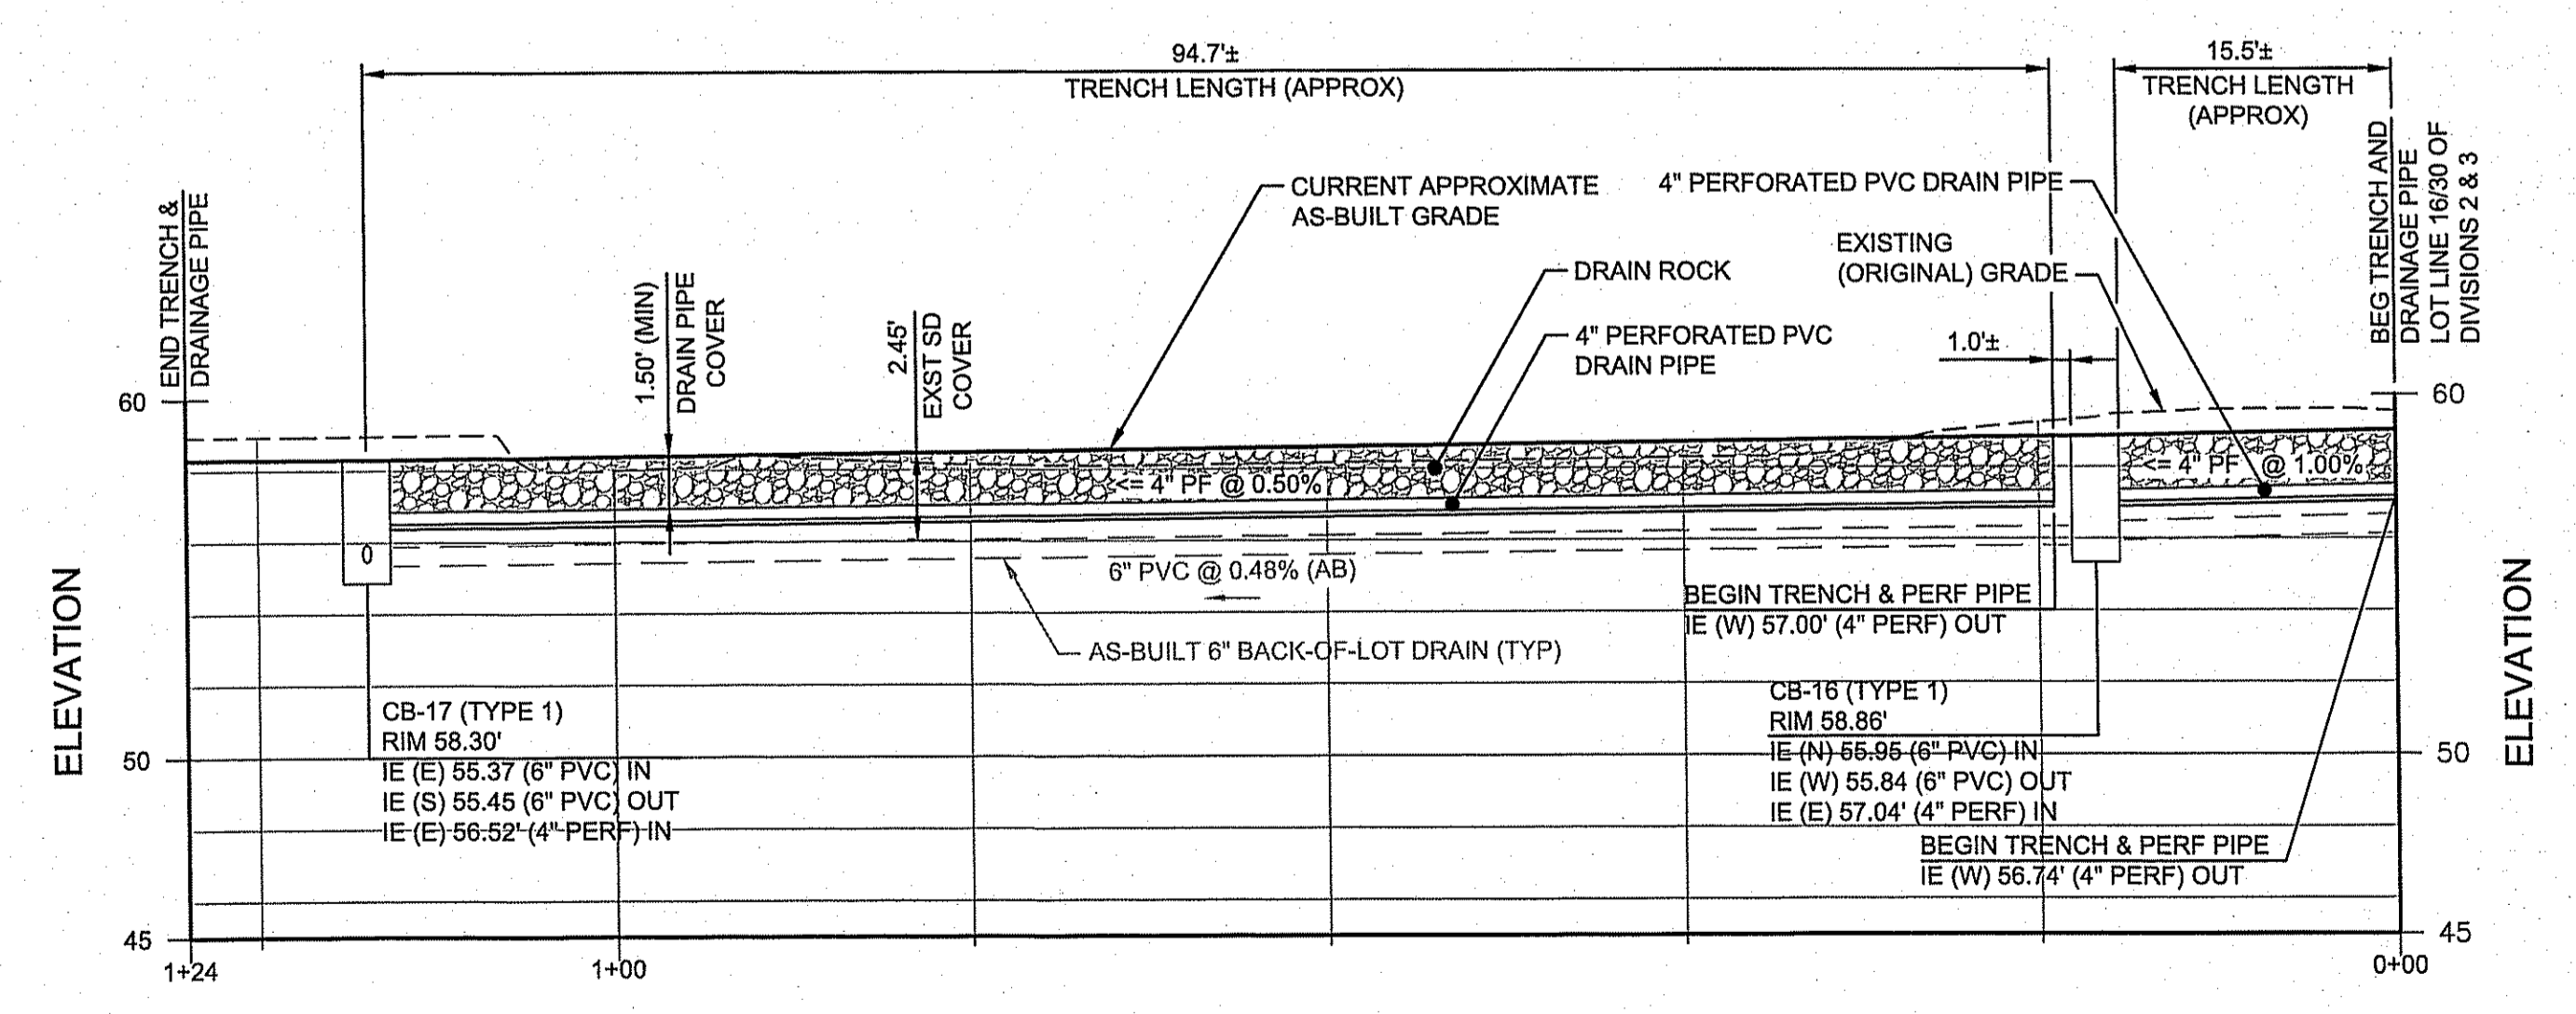 94.7'±
TRENCH LENGTH (APPROX)
15.5'±
TRENCH LENGTH
(APPROX)
END TRENCH &
DRAINAGE PIPE
1.50' (MIN)
DRAIN PIPE
COVER
2.45'
EXST SD
COVER
CURRENT APPROXIMATE
AS-BUILT GRADE
4" PERFORATED PVC DRAIN PIPE
EXISTING
(ORIGINAL) GRADE
DRAIN ROCK
4" PERFORATED PVC
DRAIN PIPE
1.0'±
BEG TRENCH AND
DRAINAGE PIPE
LOT LINE 16/30 OF
DIVISIONS 2 & 3
60
60
<= 4" PF @ 0.50%
<= 4" PF @ 1.00%
0
6" PVC @ 0.48% (AB)
AS-BUILT 6" BACK-OF-LOT DRAIN (TYP)
BEGIN TRENCH & PERF PIPE
IE (W) 57.00' (4" PERF) OUT
ELEVATION
ELEVATION
CB-17 (TYPE 1)
RIM 58.30'
IE (E) 55.37 (6" PVC) IN
IE (S) 55.45 (6" PVC) OUT
IE (E) 56.52' (4" PERF) IN
CB-16 (TYPE 1)
RIM 58.86'
IE (N) 55.95 (6" PVC) IN
IE (W) 55.84 (6" PVC) OUT
IE (E) 57.04' (4" PERF) IN
BEGIN TRENCH & PERF PIPE
IE (W) 56.74' (4" PERF) OUT
50
50
45
45
1+24
1+00
0+00